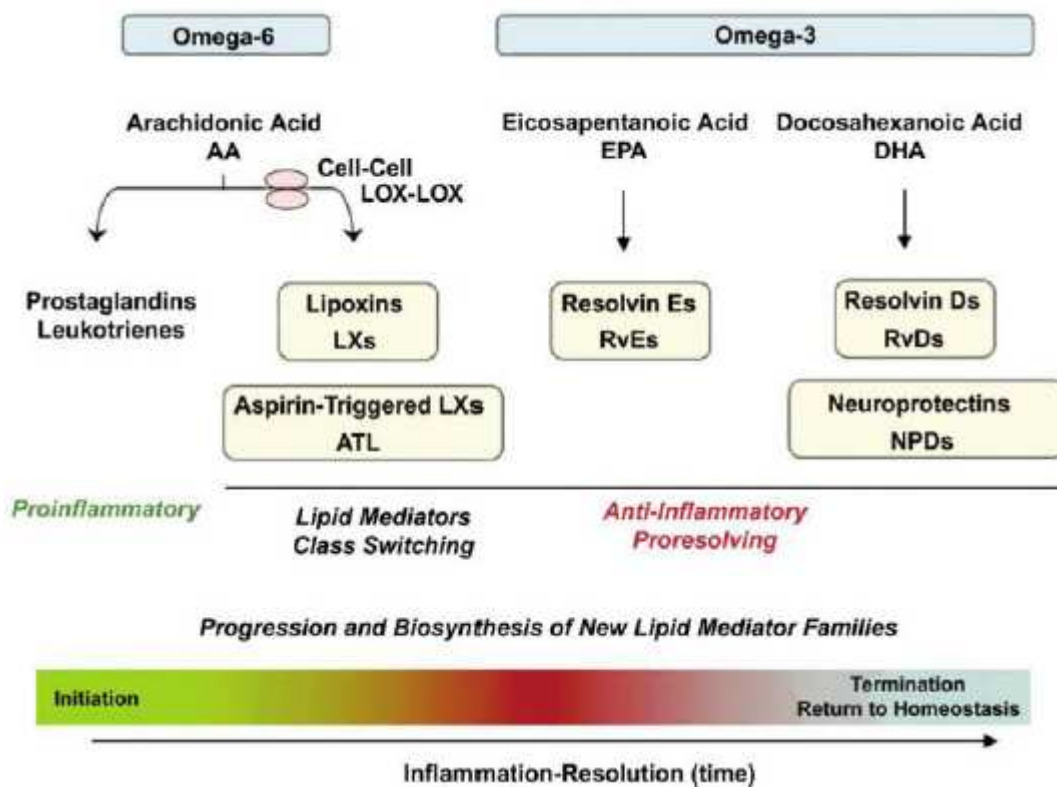 Omega-6
Omega-3
Arachidonic Acid
AA
Cell-Cell
LOX-LOX
Eicosapentanoic Acid
EPA
Docosahexanoic Acid
DHA
Prostaglandins
Leukotrienes
Lipoxins
LXs
Resolvin Es
RvEs
Resolvin Ds
RvDs
Aspirin-Triggered LXs
ATL
Neuroprotectins
NPDs
Proinflammatory
Lipid Mediators
Class Switching
Anti-Inflammatory
Proresolving
Progression and Biosynthesis of New Lipid Mediator Families
Initiation
Termination
Return to Homeostasis
Inflammation-Resolution (time)